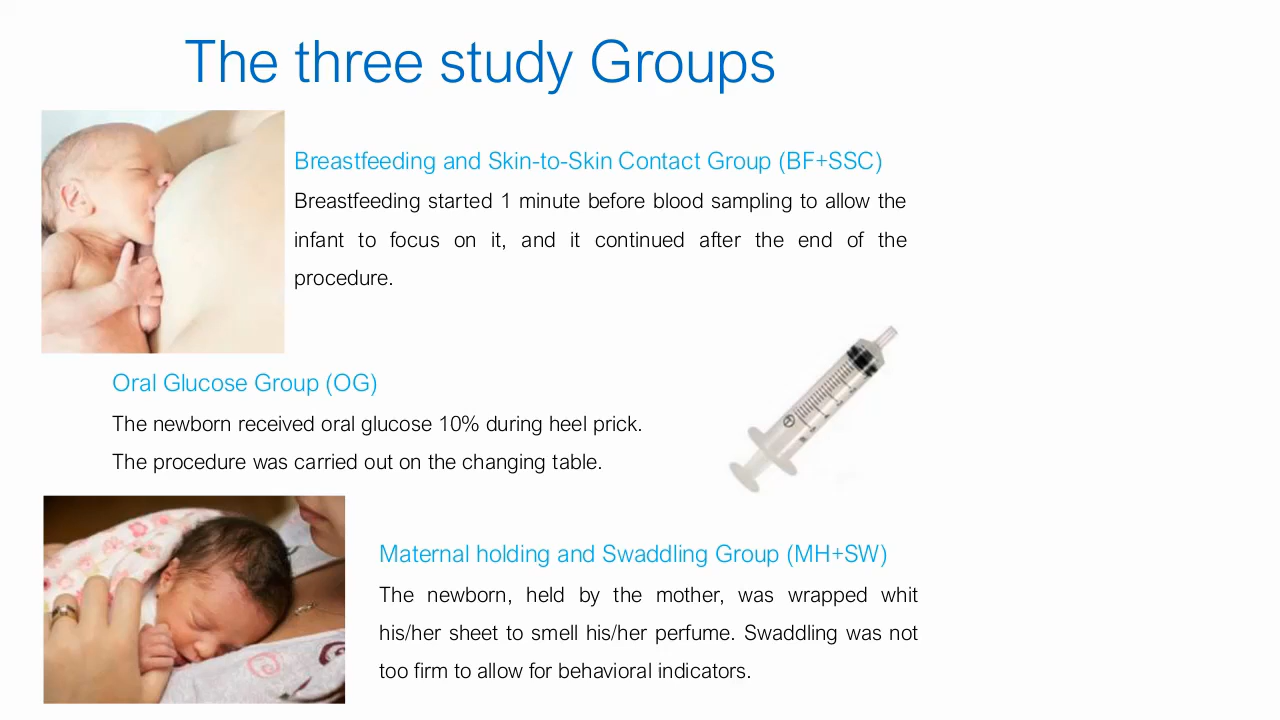 The three study Groups
Breastfeeding and Skin-to-Skin Contact Group (BF+SSC)
Breastfeeding started 1 minute before blood sampling to allow the
infant to focus on it, and it continued after the end of the
procedure.
Oral Glucose Group (OG)
The newborn received oral glucose 10% during heel prick.
The procedure was carried out on the changing table.
Maternal holding and Swaddling Group (MH+SW)
The newborn, held by the mother, was wrapped whit
his/her sheet to smell his/her perfume. Swaddling was not
too firm to allow for behavioral indicators.